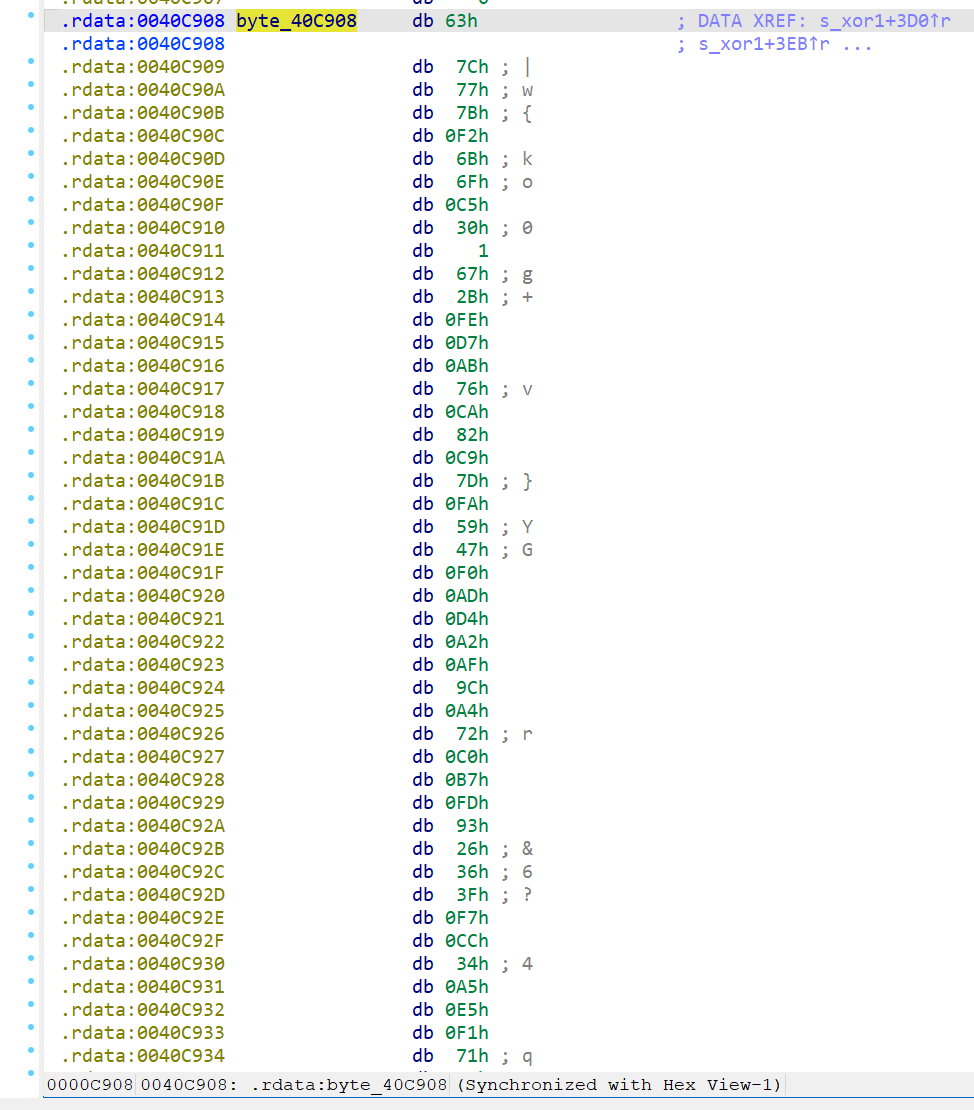 .rdata:0040C908 byte_40C908 db 63h ; DATA XREF: s_xor1+3D0↑r
.rdata:0040C908 ; s_xor1+3EB↑r ...
.rdata:0040C909 db 7Ch ; |
.rdata:0040C90A db 77h ; w
.rdata:0040C90B db 7Bh ; {
.rdata:0040C90C db 0F2h
.rdata:0040C90D db 6Bh ; k
.rdata:0040C90E db 6Fh ; o
.rdata:0040C90F db 0C5h
.rdata:0040C910 db 30h ; 0
.rdata:0040C911 db 1
.rdata:0040C912 db 67h ; g
.rdata:0040C913 db 2Bh ; +
.rdata:0040C914 db 0FEh
.rdata:0040C915 db 0D7h
.rdata:0040C916 db 0ABh
.rdata:0040C917 db 76h ; v
.rdata:0040C918 db 0CAh
.rdata:0040C919 db 82h
.rdata:0040C91A db 0C9h
.rdata:0040C91B db 7Dh ; }
.rdata:0040C91C db 0FAh
.rdata:0040C91D db 59h ; Y
.rdata:0040C91E db 47h ; G
.rdata:0040C91F db 0F0h
.rdata:0040C920 db 0ADh
.rdata:0040C921 db 0D4h
.rdata:0040C922 db 0A2h
.rdata:0040C923 db 0AFh
.rdata:0040C924 db 9Ch
.rdata:0040C925 db 0A4h
.rdata:0040C926 db 72h ; r
.rdata:0040C927 db 0C0h
.rdata:0040C928 db 0B7h
.rdata:0040C929 db 0FDh
.rdata:0040C92A db 93h
.rdata:0040C92B db 26h ; &
.rdata:0040C92C db 36h ; 6
.rdata:0040C92D db 3Fh ; ?
.rdata:0040C92E db 0F7h
.rdata:0040C92F db 0CCh
.rdata:0040C930 db 34h ; 4
.rdata:0040C931 db 0A5h
.rdata:0040C932 db 0E5h
.rdata:0040C933 db 0F1h
.rdata:0040C934 db 71h ; q
0000C908 0040C908: .rdata:byte_40C908 (Synchronized with Hex View-1)